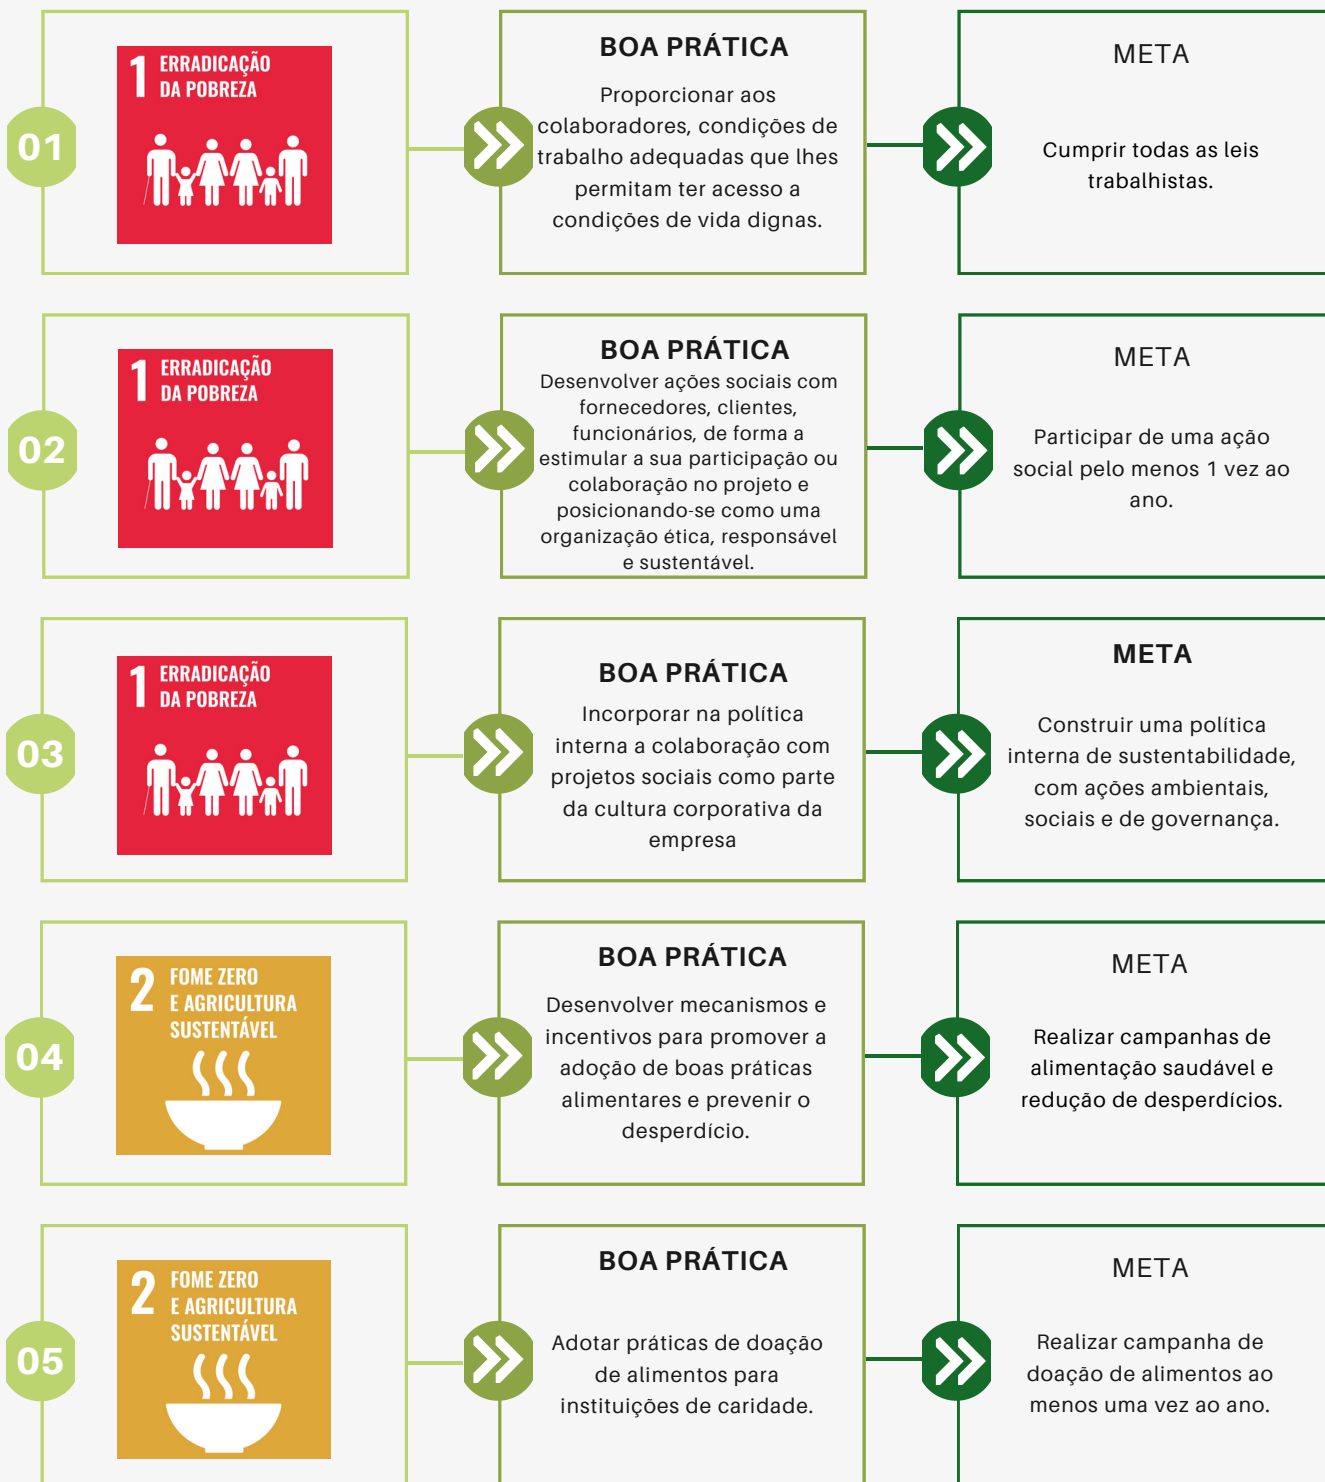 01
1 ERRADICAÇÃO
DA POBREZA
BOA PRÁTICA
Proporcionar aos
colaboradores, condições de
trabalho adequadas que lhes
permitam ter acesso a
condições de vida dignas.
META
Cumprir todas as leis
trabalhistas.
02
1 ERRADICAÇÃO
DA POBREZA
BOA PRÁTICA
Desenvolver ações sociais com
fornecedores, clientes,
funcionários, de forma a
estimular a sua participação ou
colaboração no projeto e
posicionando-se como uma
organização ética, responsável
e sustentável.
META
Participar de uma ação
social pelo menos 1 vez ao
ano.
03
1 ERRADICAÇÃO
DA POBREZA
BOA PRÁTICA
Incorporar na política
interna a colaboração com
projetos sociais como parte
da cultura corporativa da
empresa
META
Construir uma política
interna de sustentabilidade,
com ações ambientais,
sociais e de governança.
04
2 FOME ZERO
E AGRICULTURA
SUSTENTÁVEL
BOA PRÁTICA
Desenvolver mecanismos e
incentivos para promover a
adoção de boas práticas
alimentares e prevenir o
desperdício.
META
Realizar campanhas de
alimentação saudável e
redução de desperdícios.
05
2 FOME ZERO
E AGRICULTURA
SUSTENTÁVEL
BOA PRÁTICA
Adotar práticas de doação
de alimentos para
instituições de caridade.
META
Realizar campanha de
doação de alimentos ao
menos uma vez ao ano.